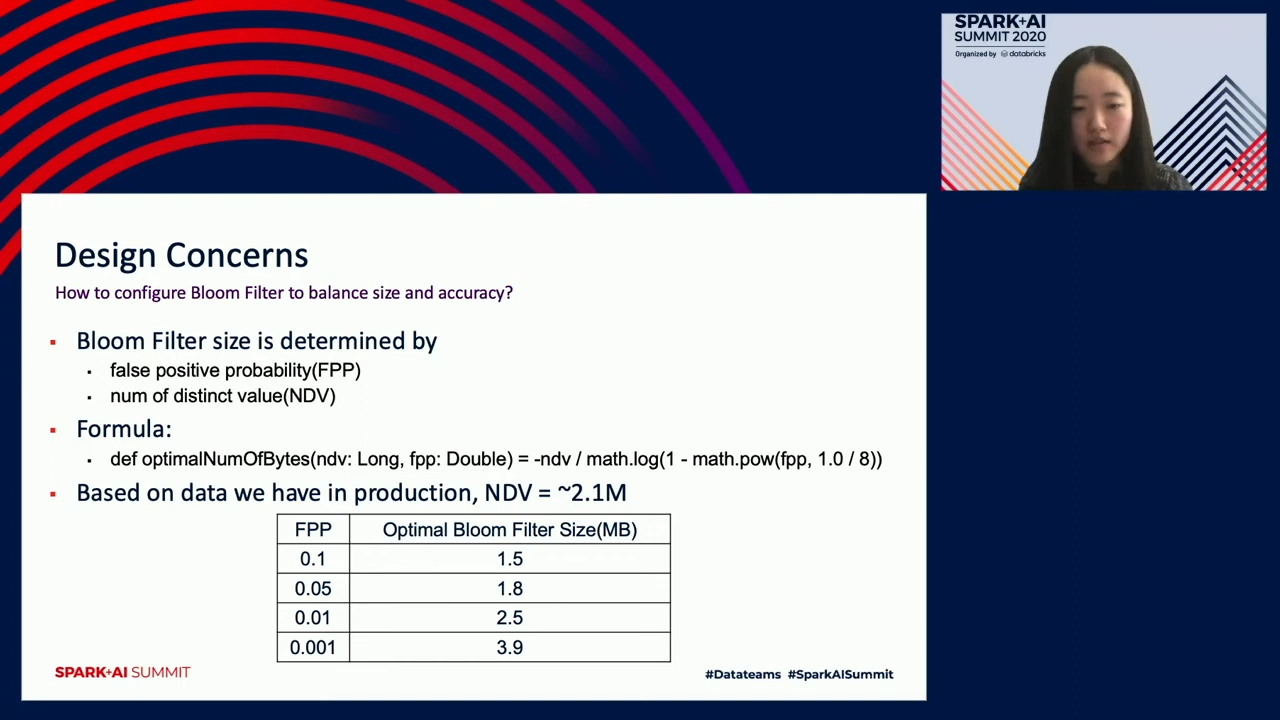 SPARK+AI
SUMMIT 2020
Organized by databricks
Design Concerns
How to configure Bloom Filter to balance size and accuracy?
▪ Bloom Filter size is determined by
▪ false positive probability(FPP)
▪ num of distinct value(NDV)
▪ Formula:
▪ def optimalNumOfBytes(ndv: Long, fpp: Double) = -ndv / math.log(1 - math.pow(fpp, 1.0 / 8))
▪ Based on data we have in production, NDV = ~2.1M
FPP Optimal Bloom Filter Size(MB)
0.1 1.5
0.05 1.8
0.01 2.5
0.001 3.9
SPARK+AI SUMMIT
#Datateams #SparkAISummit